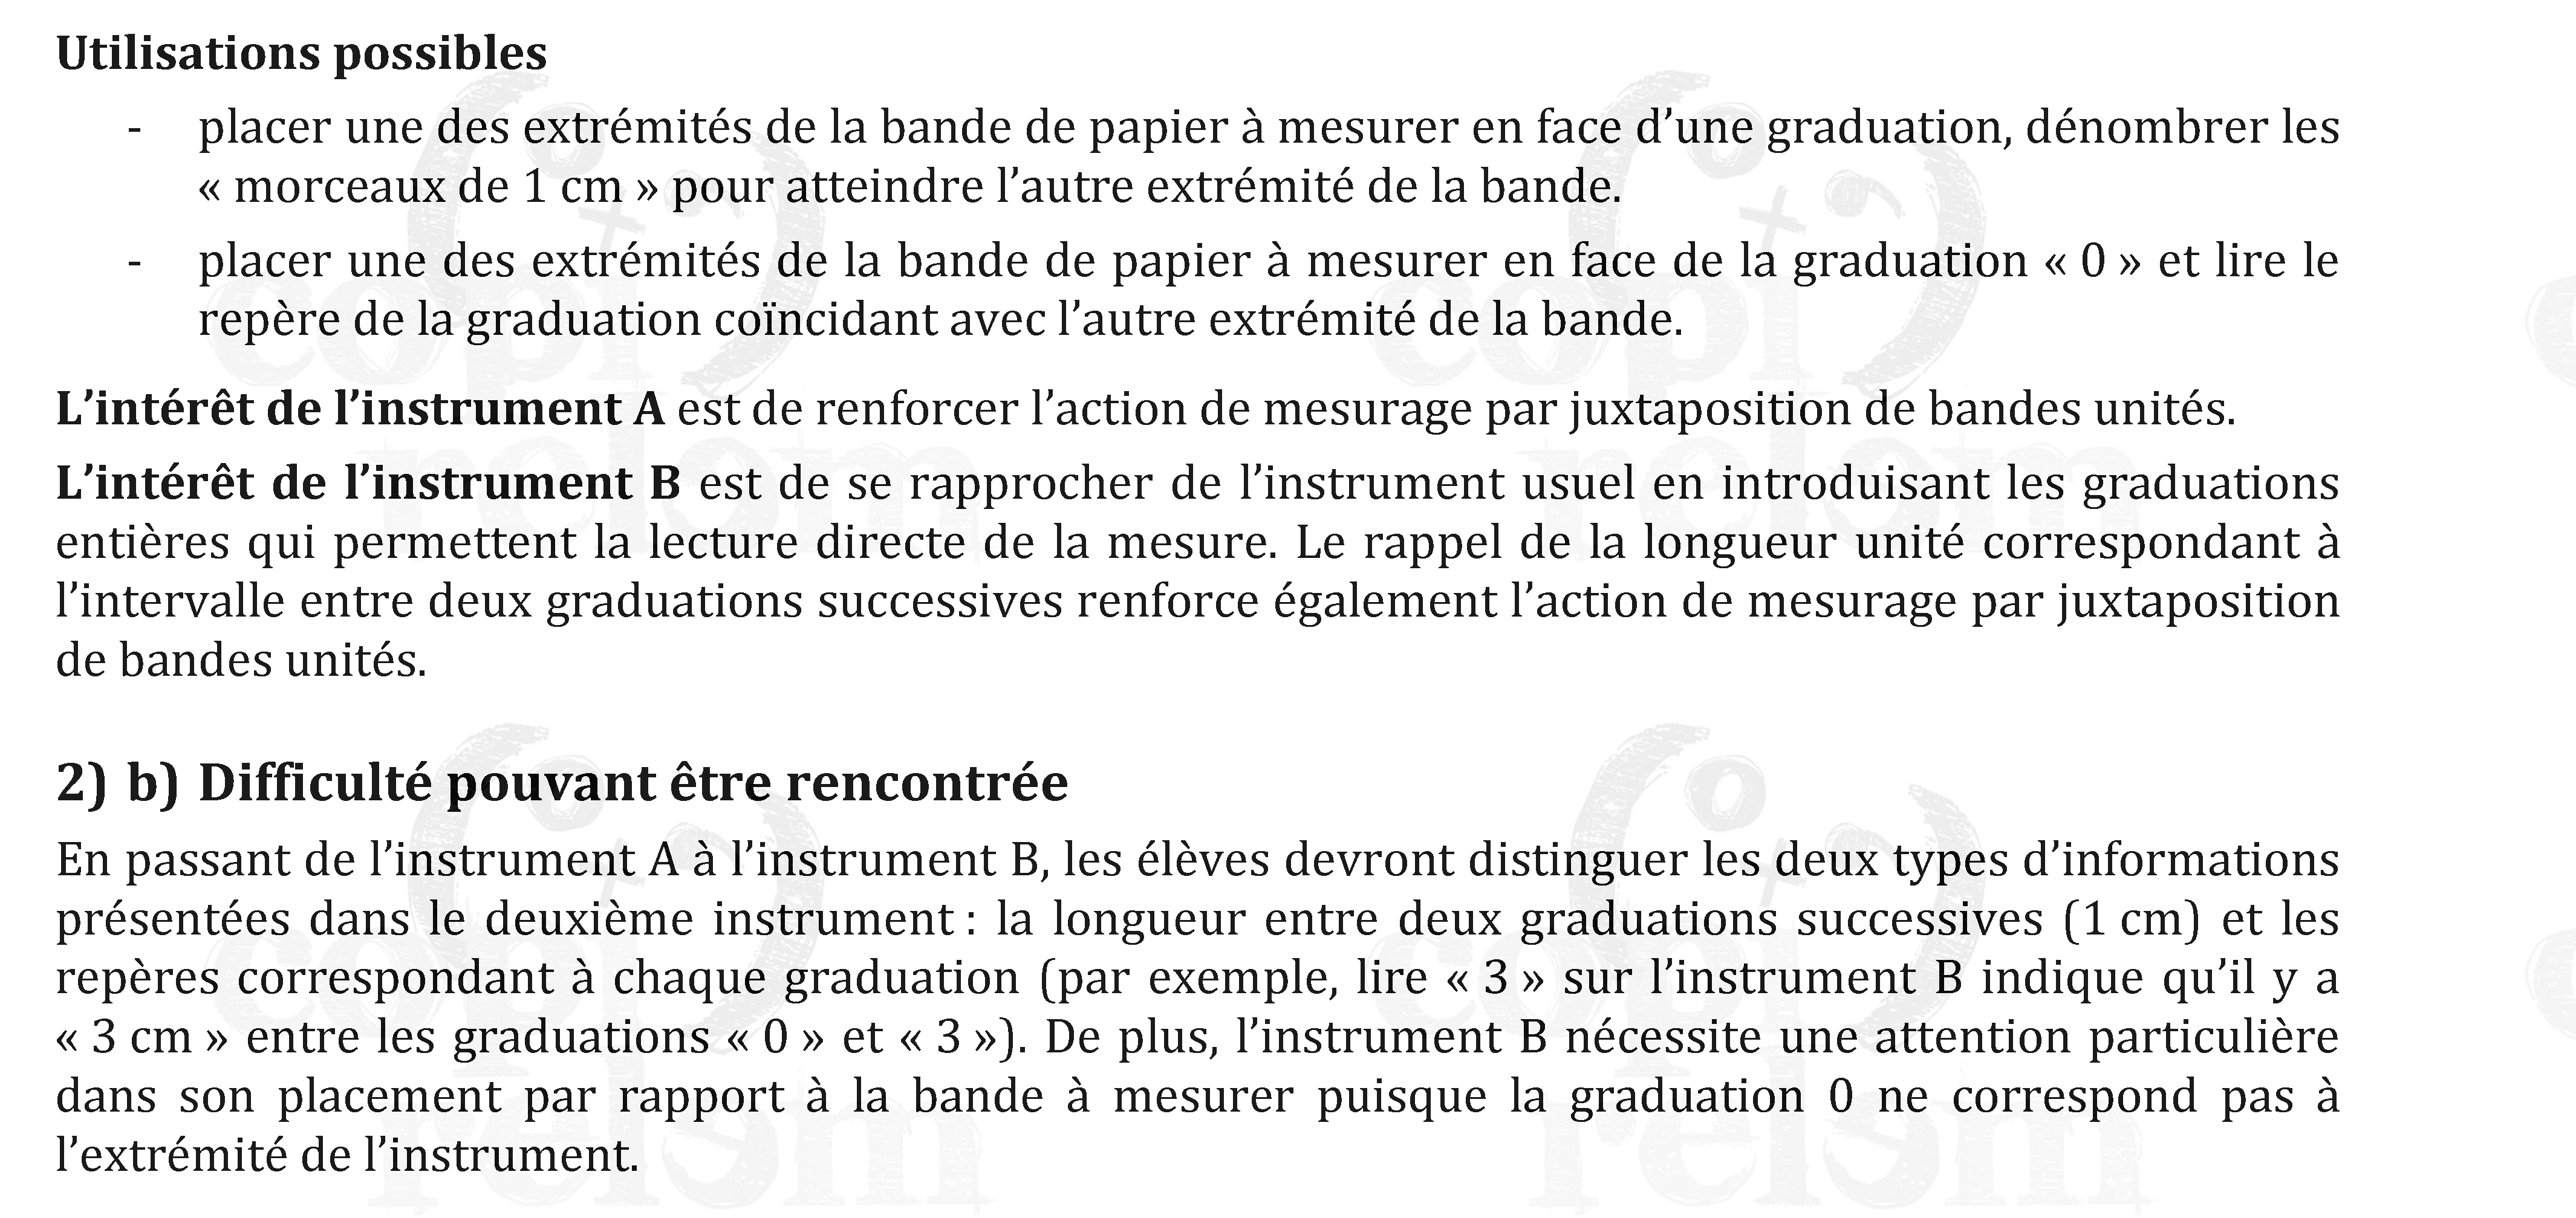 Utilisations possibles
- placer une des extrémités de la bande de papier à mesurer en face d’une graduation, dénombrer les
« morceaux de 1 cm » pour atteindre l’autre extrémité de la bande.
- placer une des extrémités de la bande de papier à mesurer en face de la graduation « 0 » et lire le
repère de la graduation coïncidant avec l’autre extrémité de la bande.
L’intérêt de l’instrument A est de renforcer l’action de mesurage par juxtaposition de bandes unités.
L’intérêt de l’instrument B est de se rapprocher de l’instrument usuel en introduisant les graduations
entières qui permettent la lecture directe de la mesure. Le rappel de la longueur unité correspondant à
l’intervalle entre deux graduations successives renforce également l’action de mesurage par juxtaposition
de bandes unités.
2) b) Difficulté pouvant être rencontrée
En passant de l’instrument A à l’instrument B, les élèves devront distinguer les deux types d’informations
présentées dans le deuxième instrument : la longueur entre deux graduations successives (1 cm) et les
repères correspondant à chaque graduation (par exemple, lire « 3 » sur l’instrument B indique qu’il y a
« 3 cm » entre les graduations « 0 » et « 3 »). De plus, l’instrument B nécessite une attention particulière
dans son placement par rapport à la bande à mesurer puisque la graduation 0 ne correspond pas à
l’extrémité de l’instrument.
copi
relem
copi
relem
copi
relem
copi
relem